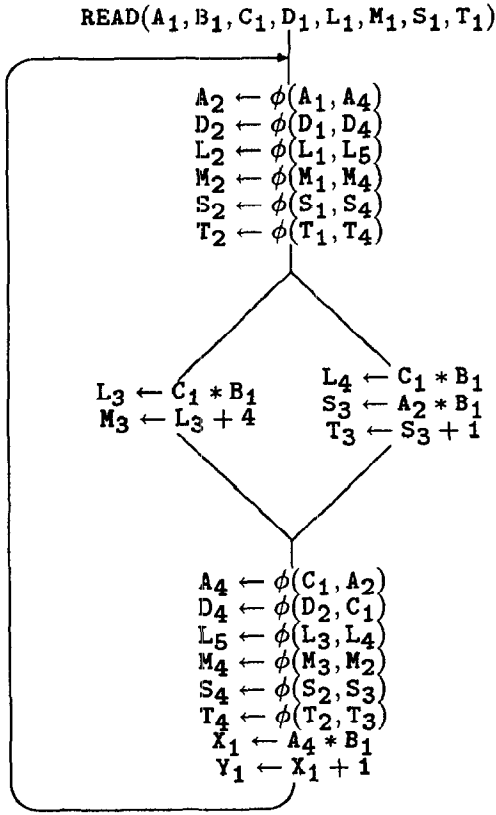 READ(A₁, B₁, C₁, D₁, L₁, M₁, S₁, T₁)
A₂ ← ϕ(A₁, A₄)
D₂ ← ϕ(D₁, D₄)
L₂ ← ϕ(L₁, L₅)
M₂ ← ϕ(M₁, M₄)
S₂ ← ϕ(S₁, S₄)
T₂ ← ϕ(T₁, T₄)
L₃ ← C₁ * B₁
M₃ ← L₃ + 4
L₄ ← C₁ * B₁
S₃ ← A₂ * B₁
T₃ ← S₃ + 1
A₄ ← ϕ(C₁, A₂)
D₄ ← ϕ(D₂, C₁)
L₅ ← ϕ(L₃, L₄)
M₄ ← ϕ(M₃, M₂)
S₄ ← ϕ(S₂, S₃)
T₄ ← ϕ(T₂, T₃)
X₁ ← A₄ * B₁
Y₁ ← X₁ + 1